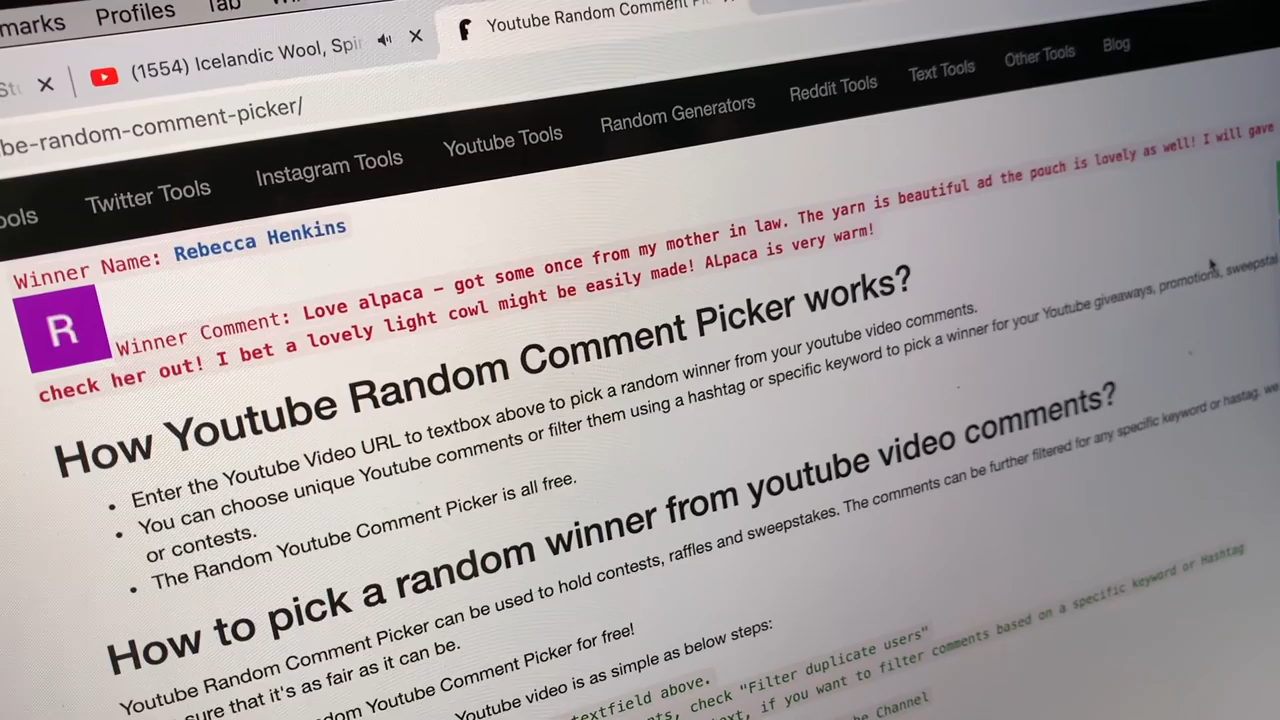 marks Profiles Tab
(1554) Icelandic Wool, Spi
Youtube Random Comment Pi
be-random-comment-picker/
ools Twitter Tools Instagram Tools Youtube Tools Random Generators Reddit Tools Text Tools Other Tools Blog
Winner Name: Rebecca Henkins
R
Winner Comment: Love alpaca – got some once from my mother in law. The yarn is beautiful ad the pouch is lovely as well! I will gave
check her out! I bet a lovely light cowl might be easily made! ALpaca is very warm!
How Youtube Random Comment Picker works?
Enter the Youtube Video URL to textbox above to pick a random winner from your youtube video comments.
You can choose unique Youtube comments or filter them using a hashtag or specific keyword to pick a winner for your Youtube giveaways, promotions, sweepstak
or contests.
The Random Youtube Comment Picker is all free.
How to pick a random winner from youtube video comments?
Youtube Random Comment Picker can be used to hold contests, raffles and sweepstakes. The comments can be further filtered for any specific keyword or hastag. we
sure that it's as fair as it can be.
dom Youtube Comment Picker for free!
Youtube video is as simple as below steps:
textfield above.
nts, check "Filter duplicate users"
ext, if you want to filter comments based on a specific keyword or Hashtag
he Channel